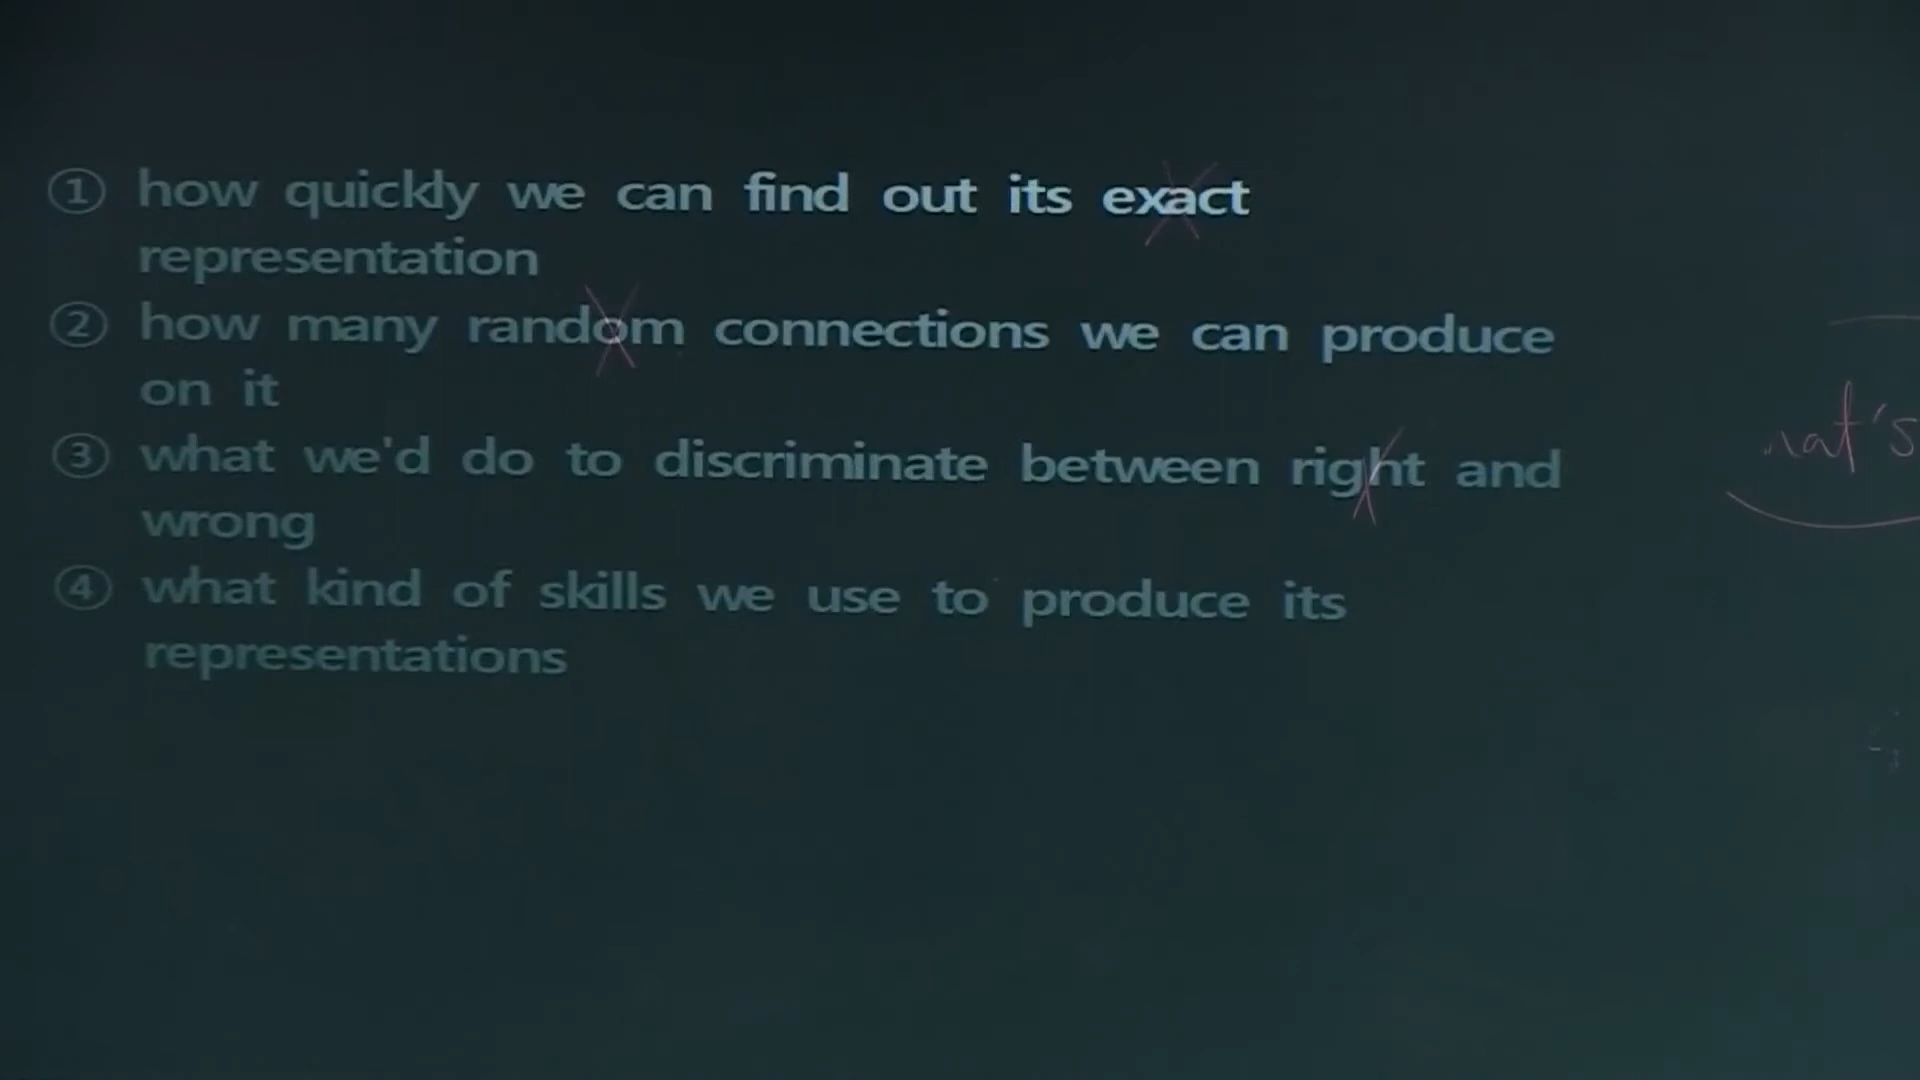 ① how quickly we can find out its exact
representation
② how many random connections we can produce
on it
③ what we'd do to discriminate between right and
wrong
④ what kind of skills we use to produce its
representations